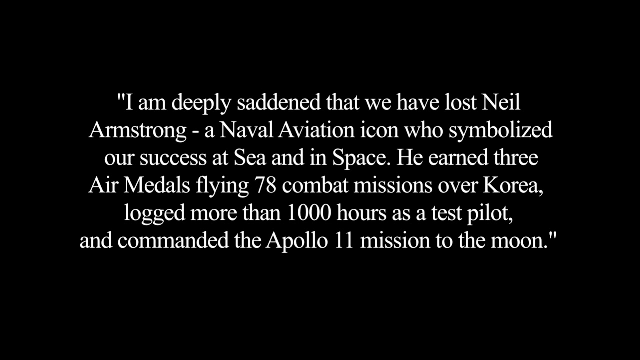 "I am deeply saddened that we have lost Neil
Armstrong - a Naval Aviation icon who symbolized
our success at Sea and in Space. He earned three
Air Medals flying 78 combat missions over Korea,
logged more than 1000 hours as a test pilot,
and commanded the Apollo 11 mission to the moon."